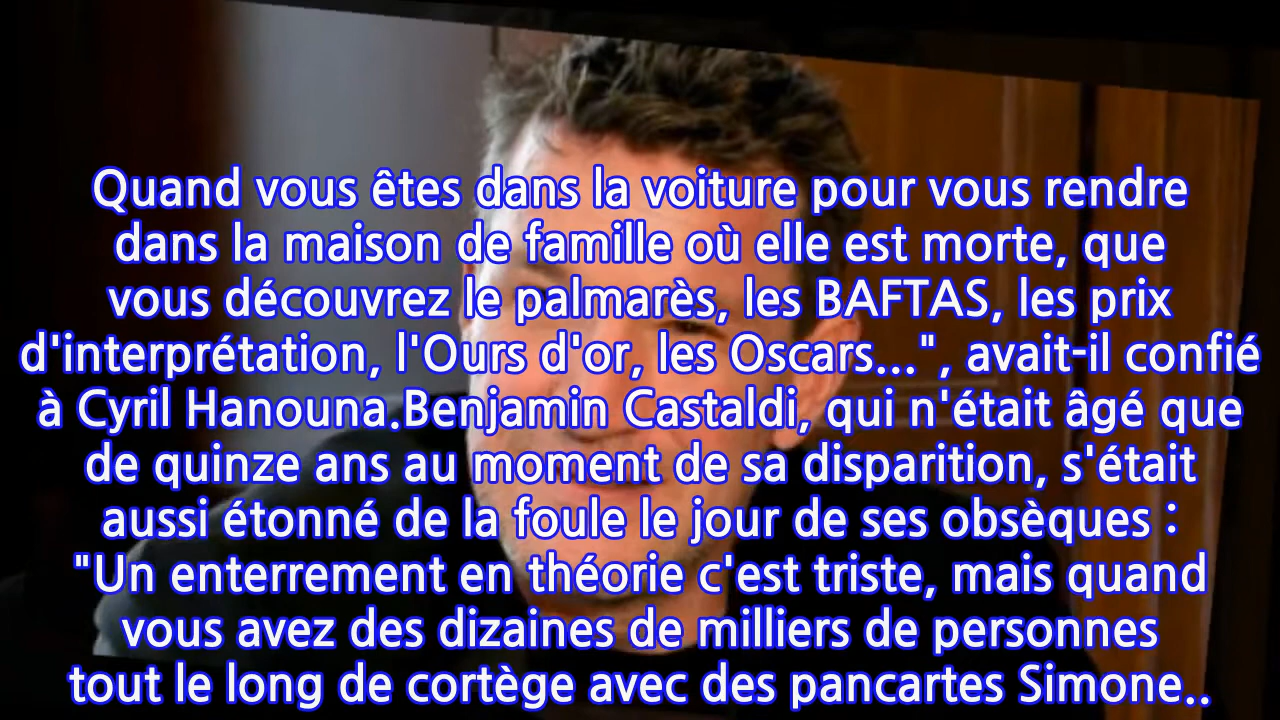 Quand vous êtes dans la voiture pour vous rendre
dans la maison de famille où elle est morte, que
vous découvrez le palmarès, les BAFTAS, les prix
d'interprétation, l'Ours d'or, les Oscars...", avait-il confié
à Cyril Hanouna.Benjamin Castaldi, qui n'était âgé que
de quinze ans au moment de sa disparition, s'était
aussi étonné de la foule le jour de ses obsèques :
"Un enterrement en théorie c'est triste, mais quand
vous avez des dizaines de milliers de personnes
tout le long de cortège avec des pancartes Simone..